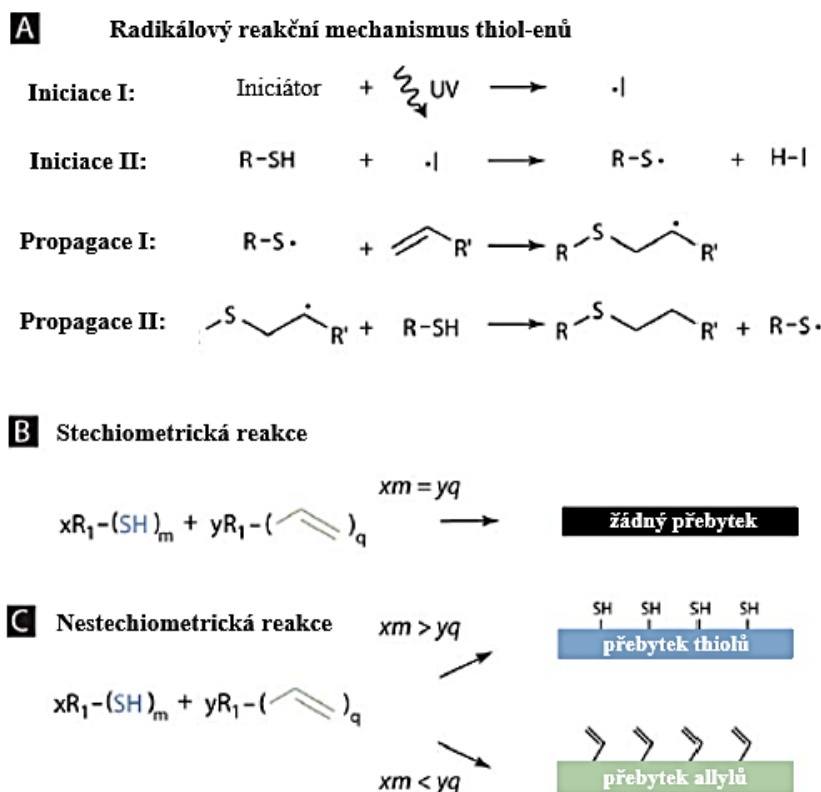 A Radikálový reakční mechanismus thiol-enů
Iniciace I: Iniciátor + UV ·I
Iniciace II: R-SH + ·I R-S· + H-I
Propagace I: R-S· + R' R S R'
Propagace II: S R' + R-SH R S R' + R-S·
B Stechiometrická reakce
xm = yq
xR₁-(SH)ₘ + yR₁-( )q žádný přebytek
C Nestechiometrická reakce
xm > yq
SH SH SH SH
přebytek thiolů
xR₁-(SH)ₘ + yR₁-( )q
xm < yq
přebytek allylů